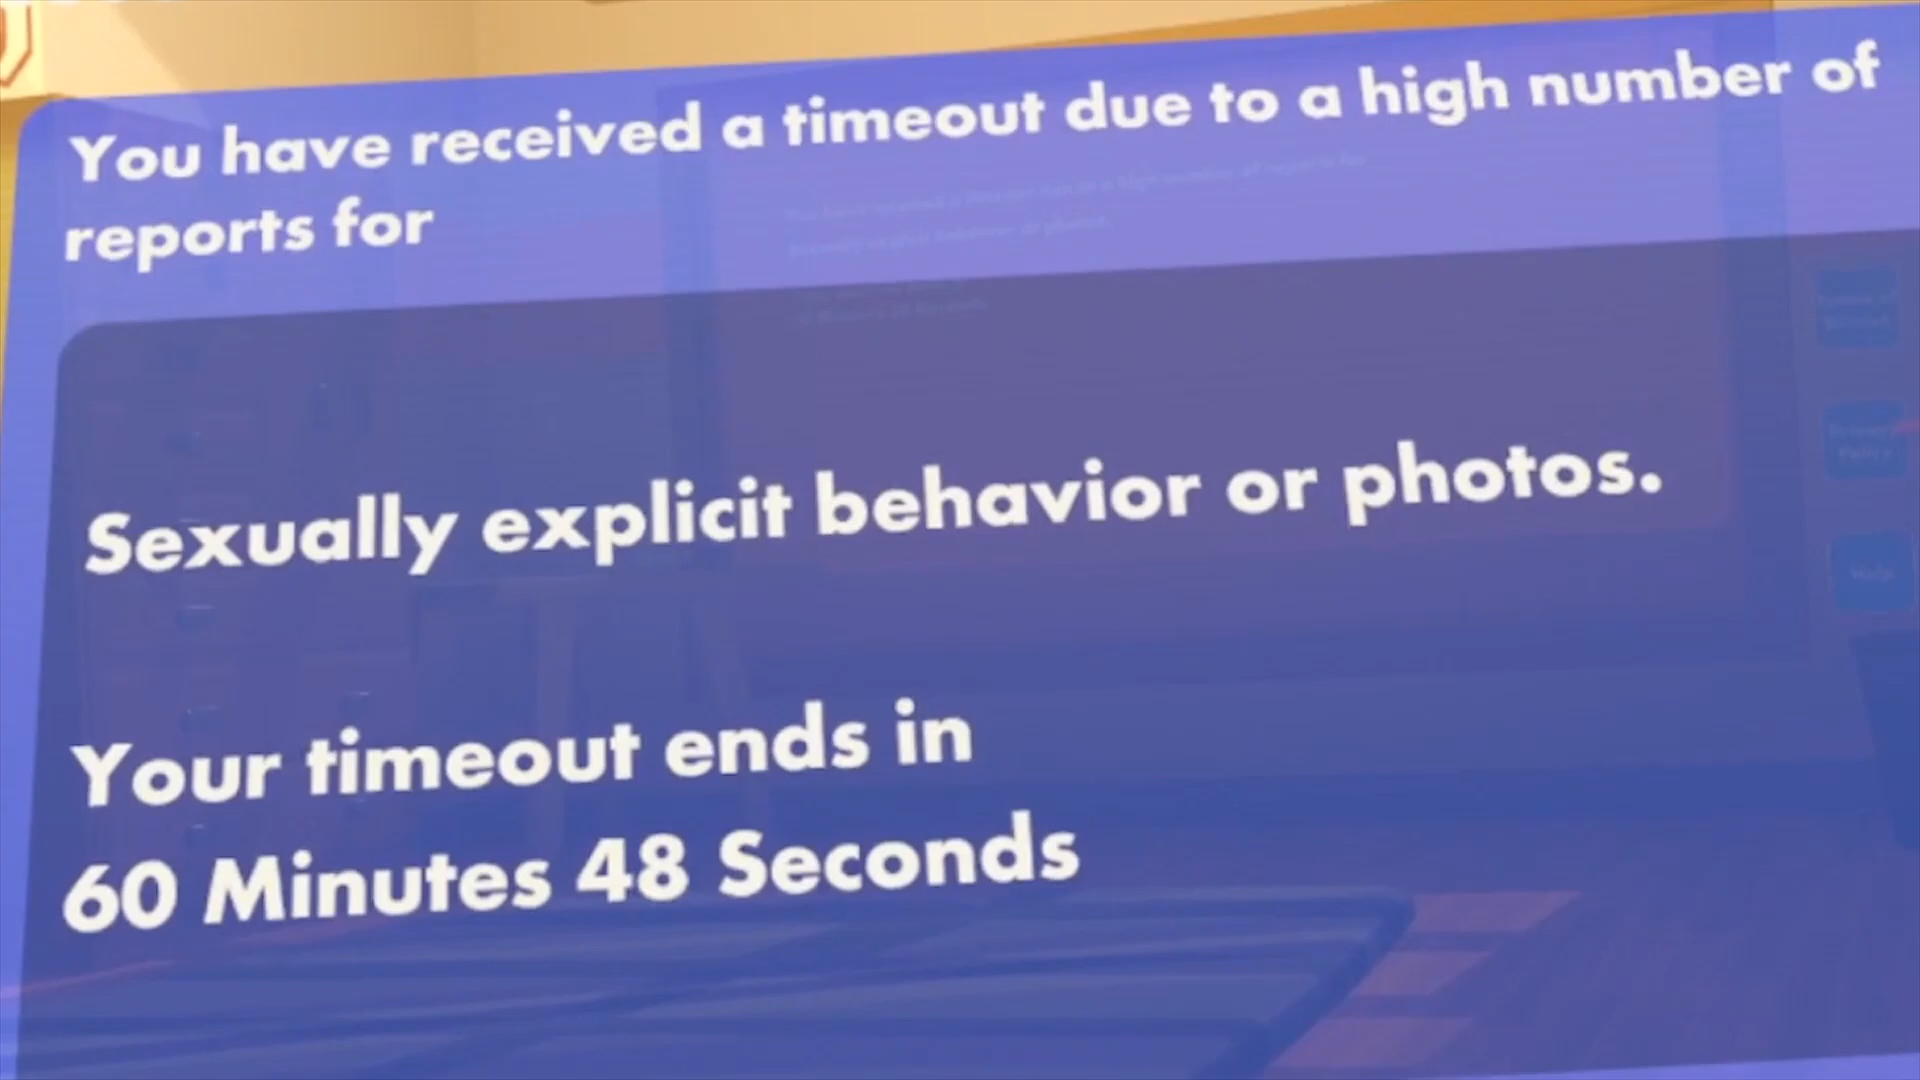 You have received a timeout due to a high number of
reports for
Sexually explicit behavior or photos.
Your timeout ends in
60 Minutes 48 Seconds
Help